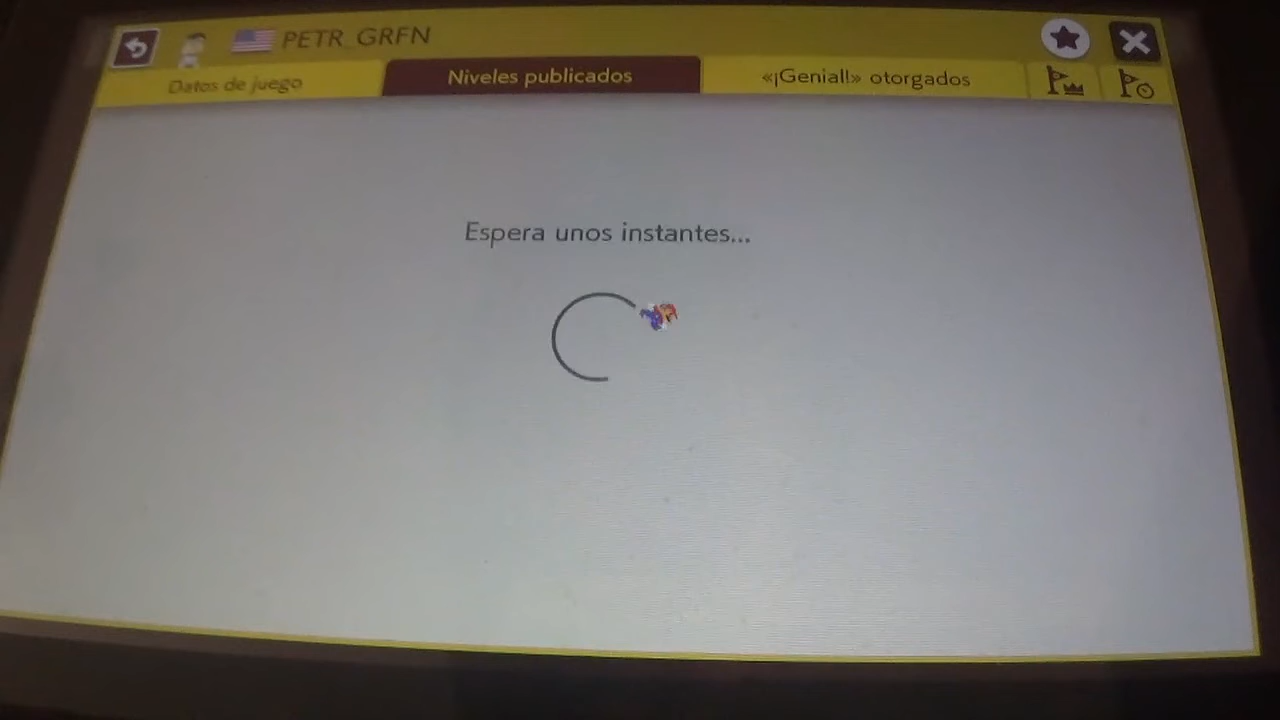 PETR GRFN
Datos de juego
Niveles publicados
«¡Genial!» otorgados
Espera unos instantes...